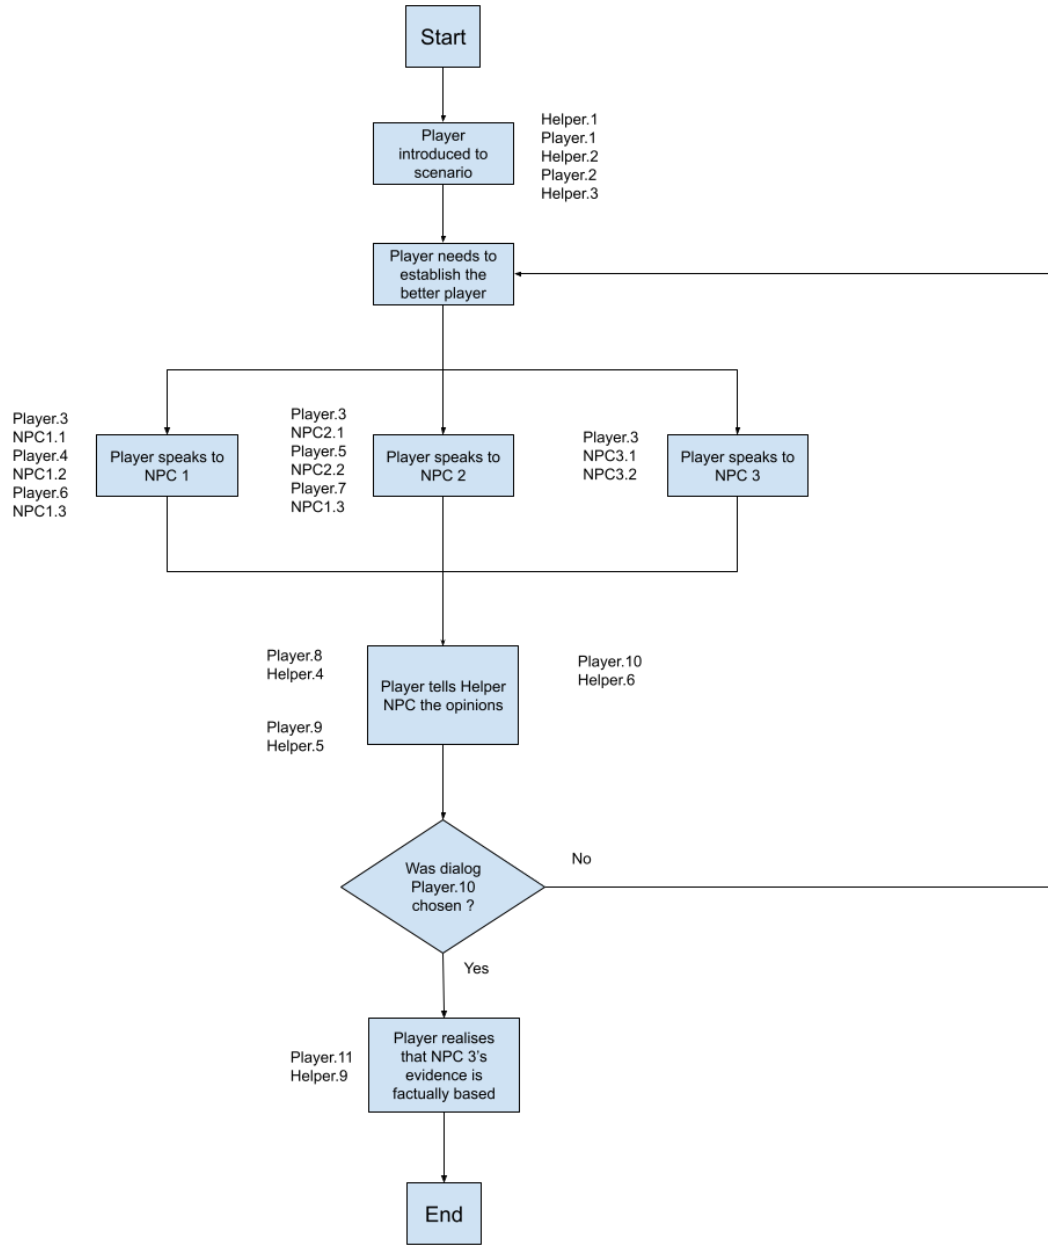 Start
Player
introduced to
scenario
Helper.1
Player.1
Helper.2
Player.2
Helper.3
Player needs to
establish the
better player
Player.3
NPC1.1
Player.4
NPC1.2
Player.6
NPC1.3
Player speaks to
NPC 1
Player.3
NPC2.1
Player.5
NPC2.2
Player.7
NPC1.3
Player speaks to
NPC 2
Player.3
NPC3.1
NPC3.2
Player speaks to
NPC 3
Player.8
Helper.4
Player.9
Helper.5
Player tells Helper
NPC the opinions
Player.10
Helper.6
Was dialog
Player.10
chosen ?
No
Yes
Player.11
Helper.9
Player realises
that NPC 3's
evidence is
factually based
End